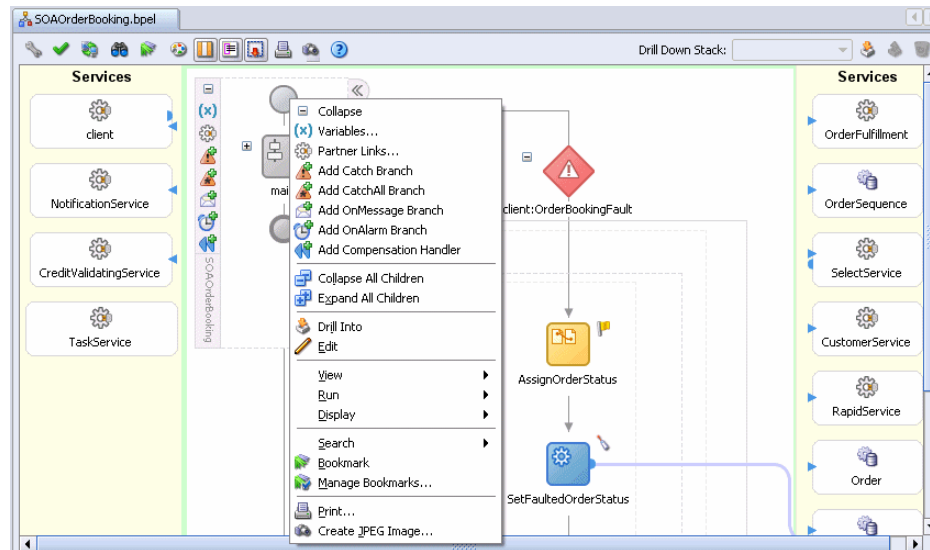 SOAOrderBooking.bpel
Drill Down Stack:
Services
client
NotificationService
CreditValidatingService
TaskService
(x)
SOAOrderBooking
mai
Collapse
(x) Variables...
Partner Links...
Add Catch Branch
Add CatchAll Branch
Add OnMessage Branch
Add OnAlarm Branch
Add Compensation Handler
Collapse All Children
Expand All Children
Drill Into
Edit
View
Run
Display
Search
Bookmark
Manage Bookmarks...
Print...
Create JPEG Image...
client:OrderBookingFault
AssignOrderStatus
SetFaultedOrderStatus
Services
OrderFulfillment
OrderSequence
SelectService
CustomerService
RapidService
Order